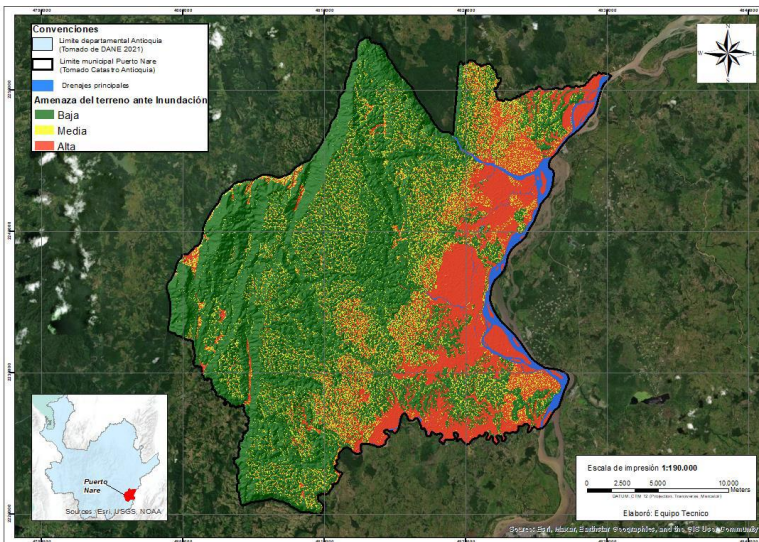 Convenciones
Limite departamental Antioquia
(Tomado de DANE 2021)
Limite municipal Puerto Nare
(Tomado Catastro Antioquia)
Drenajes principales
Amenaza del terreno ante Inundación
Baja
Media
Alta
N
W
S
Puerto
Nare
Sources: Esri, USGS, NOAA
Escala de impresión 1:190.000
0 2.500 5.000 10.000
Meters
Elaboró: Equipo Tecnico
Source: Esri, Maxar, Earthstar Geographics, and the GIS User Community